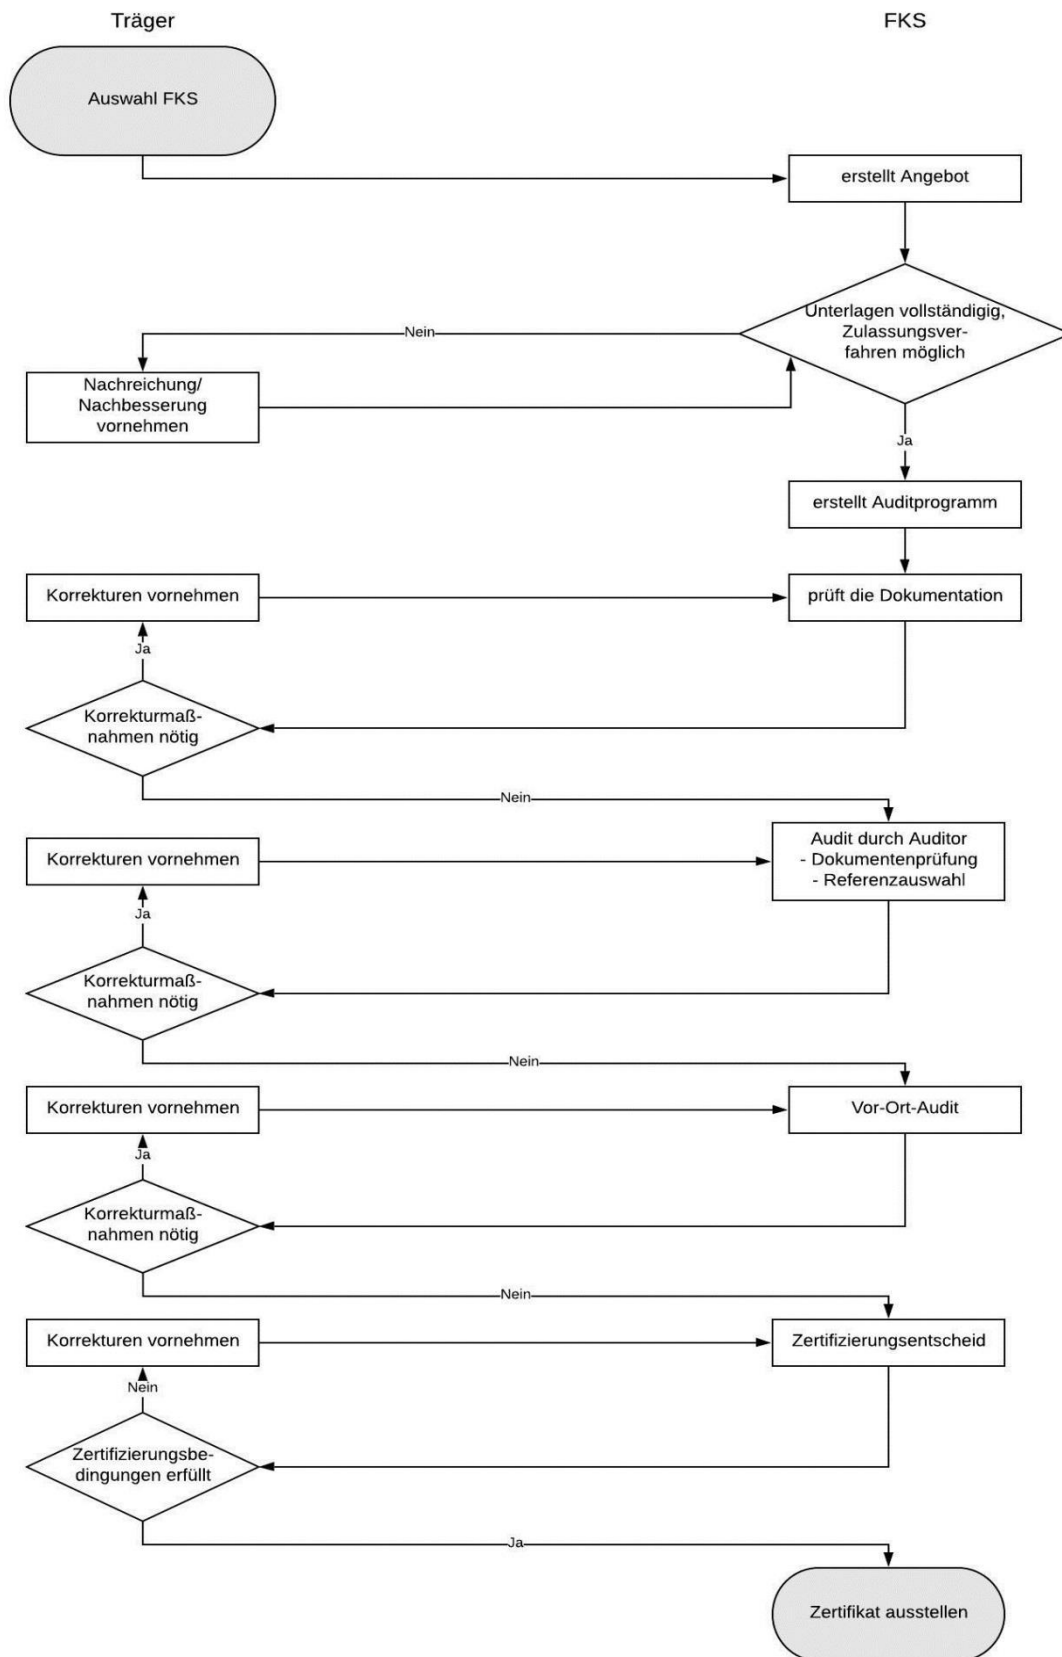 Träger
FKS
Auswahl FKS
erstellt Angebot
Unterlagen vollständigig,
Zulassungsver-
fahren möglich
Nein
Nachreichung/
Nachbesserung
vornehmen
Ja
erstellt Auditprogramm
Korrekturen vornehmen
prüft die Dokumentation
Ja
Korrekturmaß-
nahmen nötig
Nein
Audit durch Auditor
- Dokumentenprüfung
- Referenzauswahl
Korrekturen vornehmen
Ja
Korrekturmaß-
nahmen nötig
Nein
Korrekturen vornehmen
Vor-Ort-Audit
Ja
Korrekturmaß-
nahmen nötig
Nein
Korrekturen vornehmen
Zertifizierungsentscheid
Nein
Zertifizierungsbe-
dingungen erfüllt
Ja
Zertifikat ausstellen